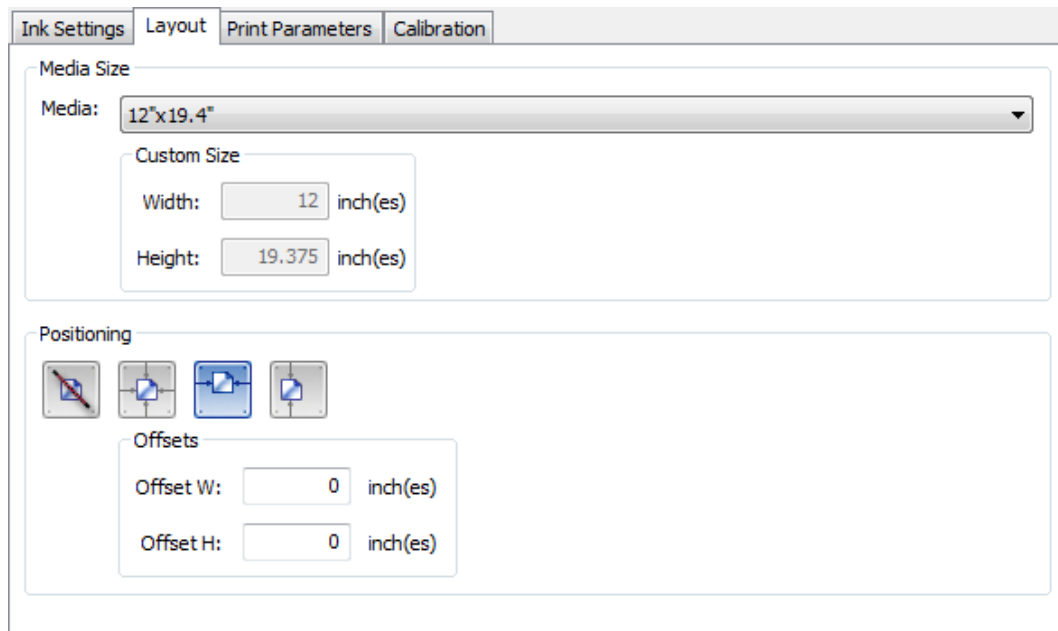 Ink Settings Layout Print Parameters Calibration
Media Size
Media: 12"x19.4"
Custom Size
Width: 12 inch(es)
Height: 19.375 inch(es)
Positioning
Offsets
Offset W: 0 inch(es)
Offset H: 0 inch(es)